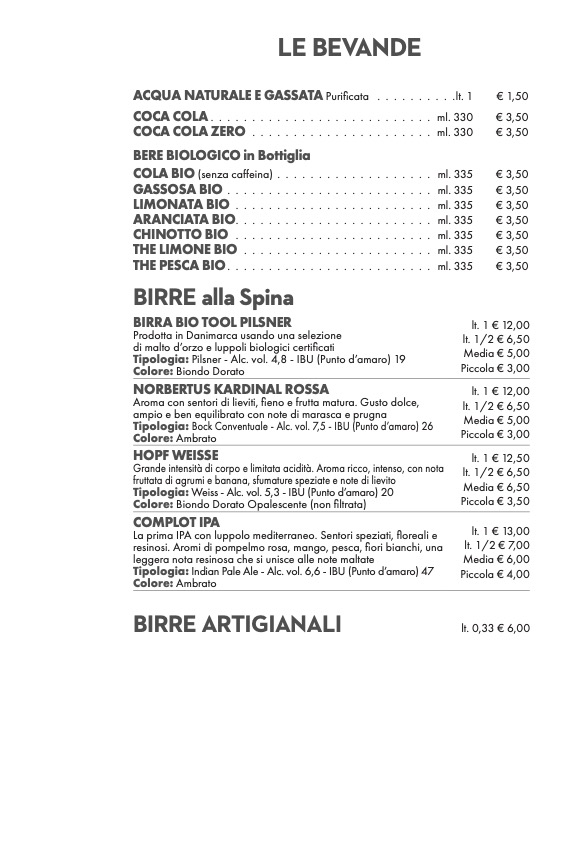 LE BEVANDE
ACQUA NATURALE E GASSATA Purificata . . . . . . . . . .lt. 1 € 1,50
COCA COLA . . . . . . . . . . . . . . . . . . . . . . . . . ml. 330 € 3,50
COCA COLA ZERO . . . . . . . . . . . . . . . . . . . . ml. 330 € 3,50
BERE BIOLOGICO in Bottiglia
COLA BIO (senza caffeina) . . . . . . . . . . . . . . . . . ml. 335 € 3,50
GASSOSA BIO . . . . . . . . . . . . . . . . . . . . . . . ml. 335 € 3,50
LIMONATA BIO . . . . . . . . . . . . . . . . . . . . . . ml. 335 € 3,50
ARANCIATA BIO. . . . . . . . . . . . . . . . . . . . . . ml. 335 € 3,50
CHINOTTO BIO . . . . . . . . . . . . . . . . . . . . . . ml. 335 € 3,50
THE LIMONE BIO . . . . . . . . . . . . . . . . . . . . . ml. 335 € 3,50
THE PESCA BIO . . . . . . . . . . . . . . . . . . . . . . . ml. 335 € 3,50
BIRRE alla Spina
BIRRA BIO TOOL PILSNER lt. 1 € 12,00
Prodotta in Danimarca usando una selezione lt. 1/2 € 6,50
di malto d’orzo e luppoli biologici certificati Media € 5,00
Tipologia: Pilsner - Alc. vol. 4,8 - IBU (Punto d’amaro) 19 Piccola € 3,00
Colore: Biondo Dorato
NORBERTUS KARDINAL ROSSA lt. 1 € 12,00
Aroma con sentori di lieviti, fieno e frutta matura. Gusto dolce, lt. 1/2 € 6,50
ampio e ben equilibrato con note di marasca e prugna Media € 5,00
Tipologia: Bock Conventuale - Alc. vol. 7,5 - IBU (Punto d’amaro) 26 Piccola € 3,00
Colore: Ambrato
HOPF WEISSE lt. 1 € 12,50
Grande intensità di corpo e limitata acidità. Aroma ricco, intenso, con nota lt. 1/2 € 6,50
fruttata di agrumi e banana, sfumature speziate e note di lievito Media € 6,50
Tipologia: Weiss - Alc. vol. 5,3 - IBU (Punto d’amaro) 20 Piccola € 3,50
Colore: Biondo Dorato Opalescente (non filtrata)
COMPLOT IPA lt. 1 € 13,00
La prima IPA con luppolo mediterraneo. Sentori speziati, floreali e lt. 1/2 € 7,00
resinosi. Aromi di pompelmo rosa, mango, pesca, fiori bianchi, una Media € 6,00
leggera nota resinosa che si unisce alle note maltate Piccola € 4,00
Tipologia: Indian Pale Ale - Alc. vol. 6,6 - IBU (Punto d’amaro) 47
Colore: Ambrato
BIRRE ARTIGIANALI lt. 0,33 € 6,00